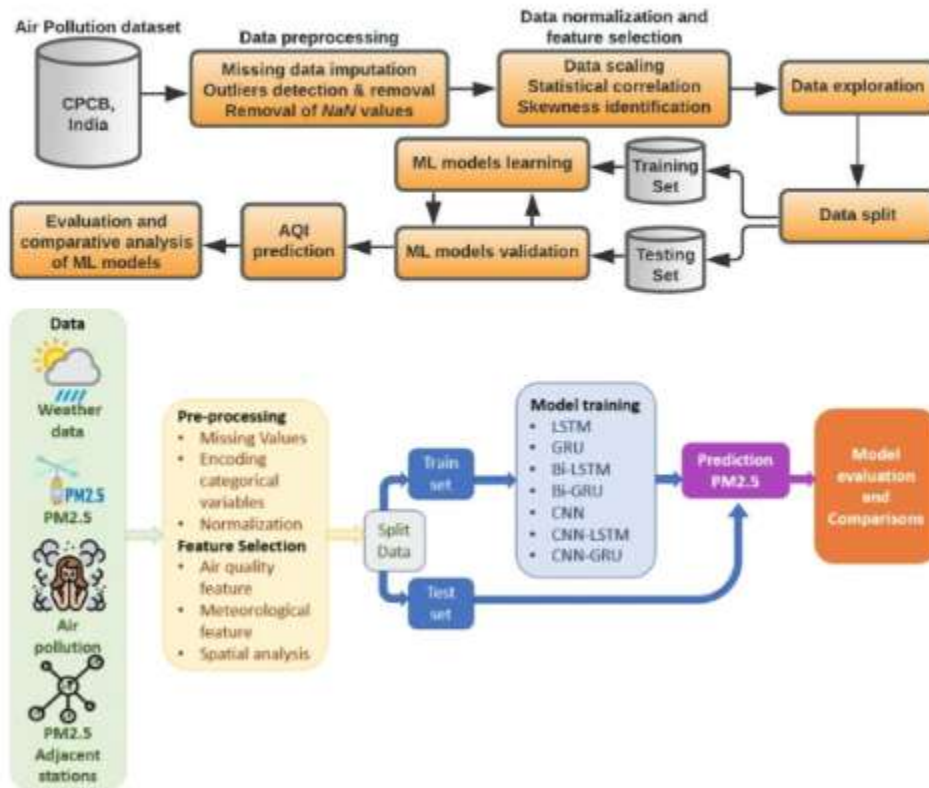 Air Pollution dataset
CPCB,
India
Data preprocessing
Missing data imputation
Outliers detection & removal
Removal of NaN values
Data normalization and
feature selection
Data scaling
Statistical correlation
Skewness identification
Data exploration
Data split
Training
Set
Testing
Set
ML models learning
ML models validation
AQI
prediction
Evaluation and
comparative analysis
of ML models
Data
Weather
data
PM2.5
PM2.5
Air
pollution
PM2.5
Adjacent
stations
Pre-processing
• Missing Values
• Encoding
categorical
variables
• Normalization
Feature Selection
• Air quality
feature
• Meteorological
feature
• Spatial analysis
Split
Data
Train
set
Test
set
Model training
• LSTM
• GRU
• Bi-LSTM
• Bi-GRU
• CNN
• CNN-LSTM
• CNN-GRU
Prediction
PM2.5
Model
evaluation
and
Comparisons